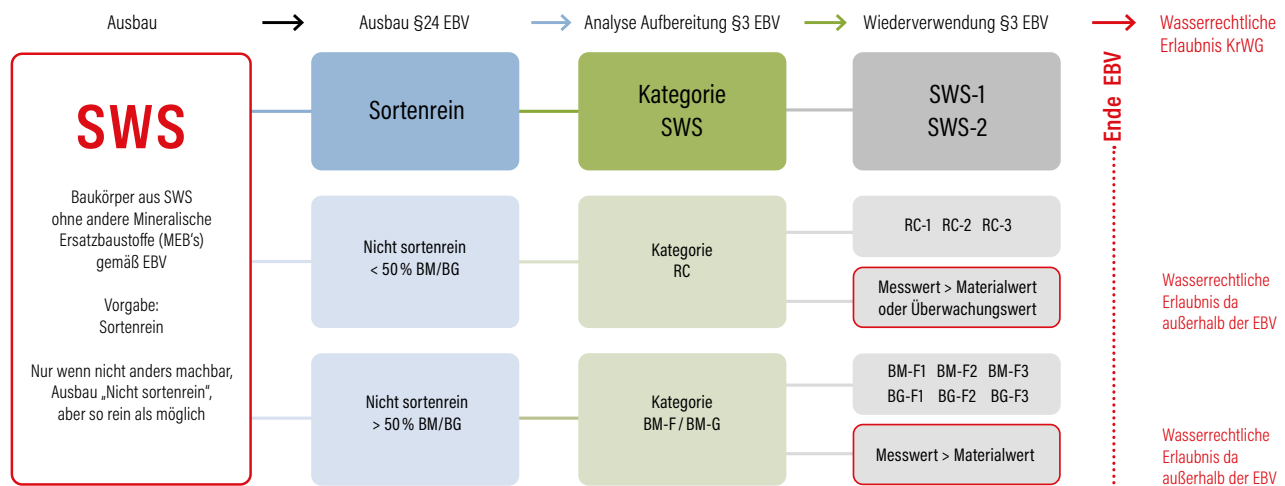 Ausbau
Ausbau §24 EBV
Analyse Aufbereitung §3 EBV
Wiederverwendung §3 EBV
Wasserrechtliche
Erlaubnis KrWG
SWS
Baukörper aus SWS
ohne andere Mineralische
Ersatzbaustoffe (MEB's)
gemäß EBV
Vorgabe:
Sortenrein
Nur wenn nicht anders machbar,
Ausbau „Nicht sortenrein",
aber so rein als möglich
Sortenrein
Kategorie
SWS
SWS-1
SWS-2
Ende EBV
Nicht sortenrein
< 50 % BM/BG
Kategorie
RC
RC-1 RC-2 RC-3
Messwert > Materialwert
oder Überwachungswert
Wasserrechtliche
Erlaubnis da
außerhalb der EBV
Nicht sortenrein
> 50 % BM/BG
Kategorie
BM-F / BM-G
BM-F1 BM-F2 BM-F3
BG-F1 BG-F2 BG-F3
Messwert > Materialwert
Wasserrechtliche
Erlaubnis da
außerhalb der EBV